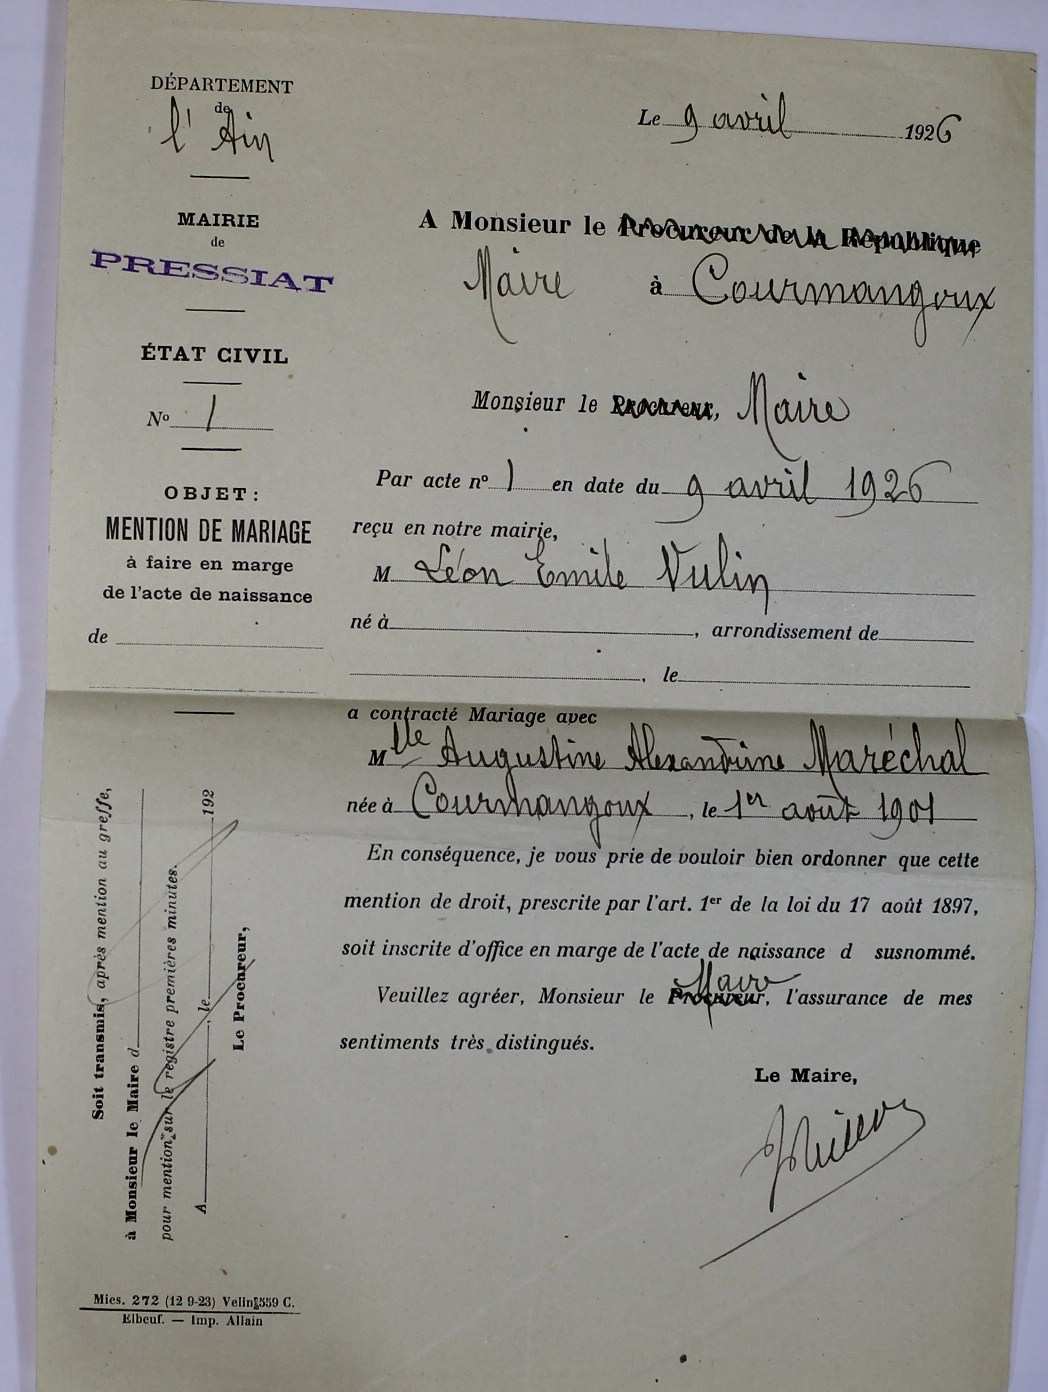 DÉPARTEMENT
de
l'Ain
MAIRIE
de
PRESSIAT
ÉTAT CIVIL
No 1
OBJET :
MENTION DE MARIAGE
à faire en marge
de l'acte de naissance
de
Le 9 avril 1926
A Monsieur le Procureur de la République
Maire à Courmangoux
Monsieur le Procureur, Maire
Par acte no 1 en date du 9 avril 1926
reçu en notre mairie,
M Léon Emile Vulin
né à , arrondissement de
, le
a contracté Mariage avec
Mlle Augustine Alexandrine Maréchal
née à Courmangoux , le 1er août 1901
En conséquence, je vous prie de vouloir bien ordonner que cette
mention de droit, prescrite par l'art. 1er de la loi du 17 août 1897,
soit inscrite d'office en marge de l'acte de naissance d susnommé.
Maire
Veuillez agréer, Monsieur le Procureur, l'assurance de mes
sentiments très distingués.
Le Maire,
Soit transmis, après mention au greffe,
à Monsieur le Maire d
pour mention sur le registre premières minutes.
A , le 192
Le Procureur,
Mies. 272 (12 9-23) Velin 559 C.
Elbeuf. — Imp. Allain